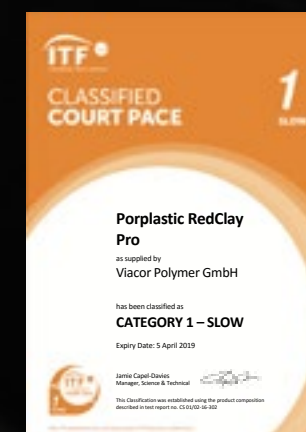 ITF
CLASSIFIED
COURT PACE
1
SLOW
Porplastic RedClay
Pro
as supplied by
Viacor Polymer GmbH
has been classified as
CATEGORY 1 – SLOW
Expiry Date: 5 April 2019
Jamie Capel-Davies
Manager, Science & Technical
This Classification was established using the product composition
described in test report no. CS 01/02-16-302
ITF
1